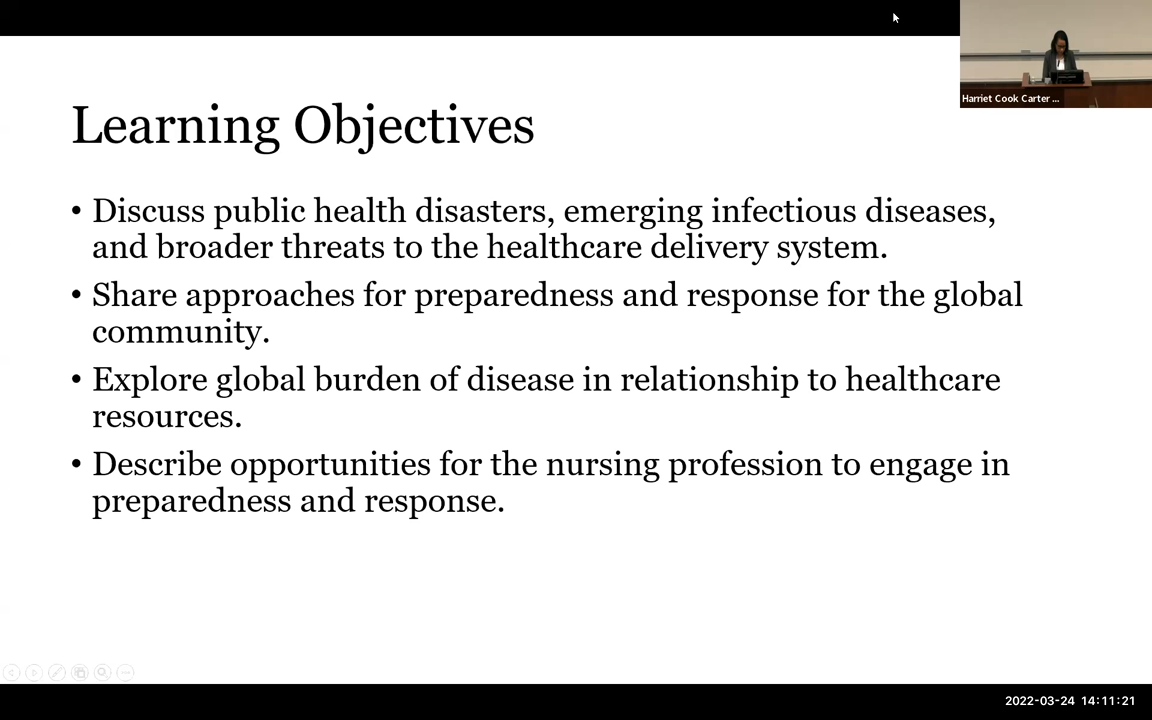 Harriet Cook Carter ...
Learning Objectives
• Discuss public health disasters, emerging infectious diseases,
and broader threats to the healthcare delivery system.
• Share approaches for preparedness and response for the global
community.
• Explore global burden of disease in relationship to healthcare
resources.
• Describe opportunities for the nursing profession to engage in
preparedness and response.
2022-03-24 14:11:21